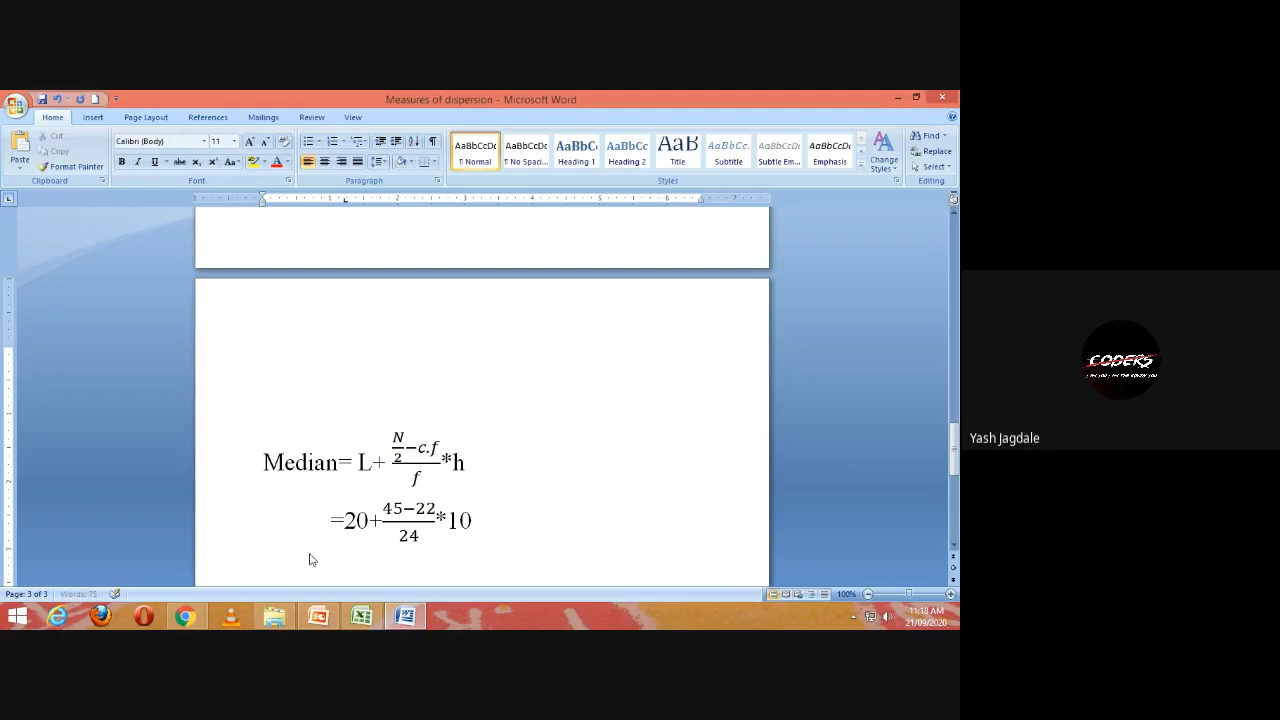 Measures of dispersion - Microsoft Word
Home Insert Page Layout References Mailings Review View
Paste
Cut
Copy
Format Painter
Clipboard
Calibri (Body) 11
Font
Paragraph
AaBbCcDc AaBbCcDc AaBbC AaBbCc AaB AaBbCc. AaBbCcDc AaBbCcDc
¶ Normal ¶ No Spaci... Heading 1 Heading 2 Title Subtitle Subtle Em... Emphasis
Change Styles
Styles
Find
Replace
Select
Editing
Median= L+ (N/2−c.f)/f *h
=20+ (45−22)/24 *10
CODERS
Yash Jagdale
Page: 3 of 3 Words: 75
100%
11:18 AM
21/09/2020